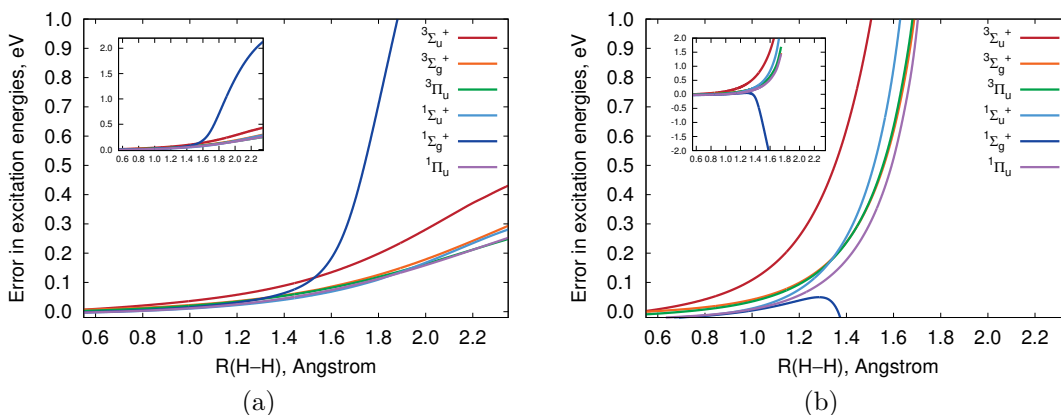 Error in excitation energies, eV
1.0
0.9
0.8
0.7
0.6
0.5
0.4
0.3
0.2
0.1
0.0
0.6 0.8 1.0 1.2 1.4 1.6 1.8 2.0 2.2
R(H−H), Angstrom
2.0
1.5
1.0
0.5
0.0
0.6 0.8 1.0 1.2 1.4 1.6 1.8 2.0 2.2
³Σᵤ⁺
³Σg⁺
³Πᵤ
¹Σᵤ⁺
¹Σg⁺
¹Πᵤ
(a)
Error in excitation energies, eV
1.0
0.9
0.8
0.7
0.6
0.5
0.4
0.3
0.2
0.1
0.0
0.6 0.8 1.0 1.2 1.4 1.6 1.8 2.0 2.2
R(H−H), Angstrom
2.0
1.5
1.0
0.5
0.0
-0.5
-1.0
-1.5
-2.0
0.6 0.8 1.0 1.2 1.4 1.6 1.8 2.0 2.2
³Σᵤ⁺
³Σg⁺
³Πᵤ
¹Σᵤ⁺
¹Σg⁺
¹Πᵤ
(b)